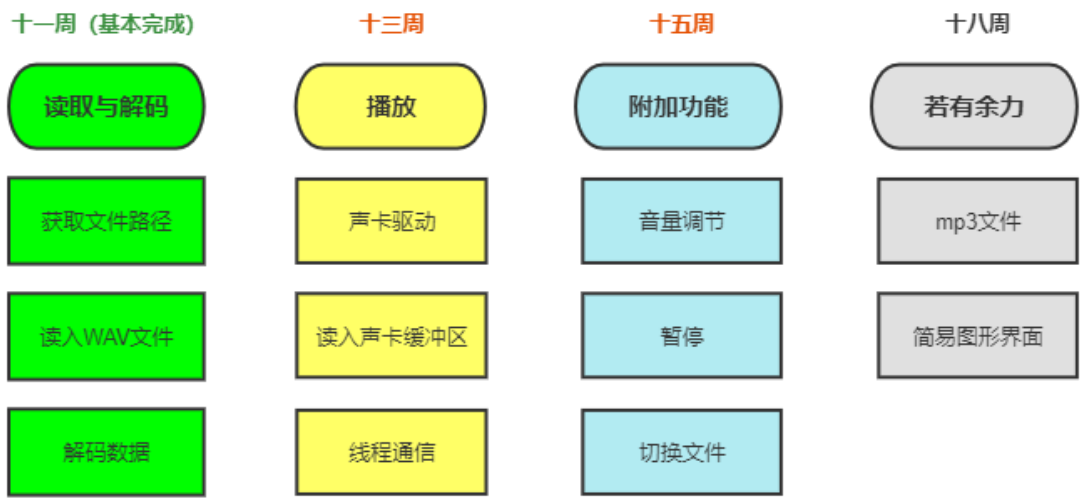 十一周（基本完成）
十三周
十五周
十八周
读取与解码
播放
附加功能
若有余力
获取文件路径
声卡驱动
音量调节
mp3文件
读入WAV文件
读入声卡缓冲区
暂停
简易图形界面
解码数据
线程通信
切换文件